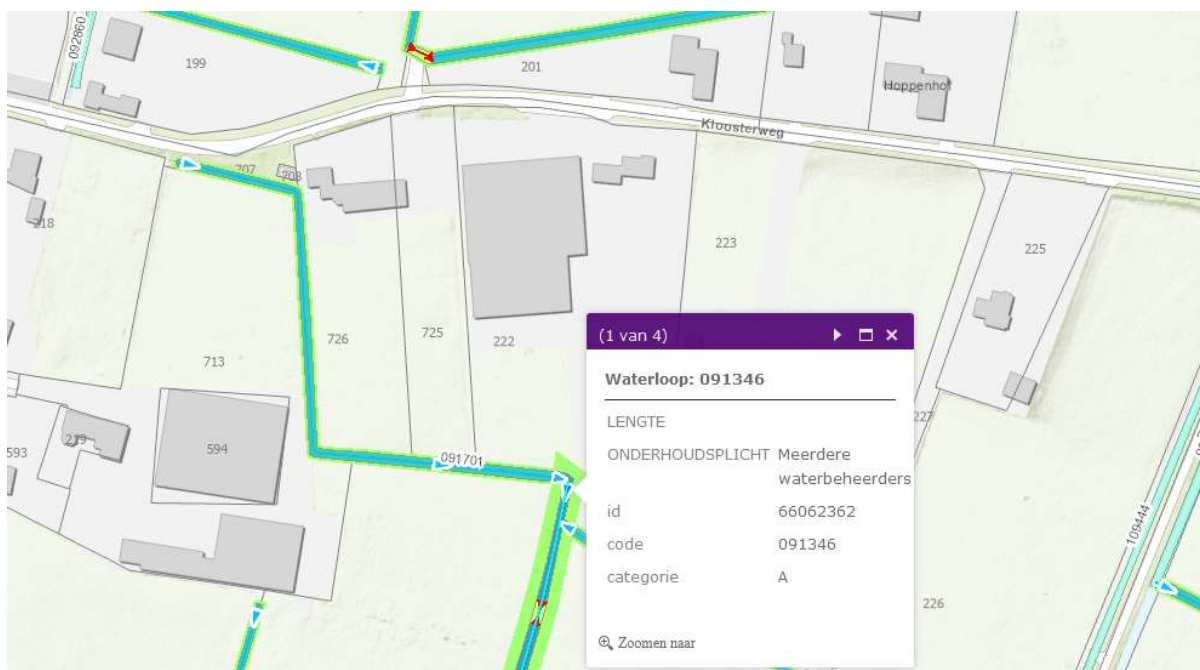 092860
199
201
Hoppenhof
Kloosterweg
707
208
218
223
225
726
725
222
713
(1 van 4)
Waterloop: 091346
LENGTE
ONDERHOUDSPLICHT Meerdere
waterbeheerders
id 66062362
code 091346
categorie A
Zoomen naar
227
593
219
594
091701
109444
226